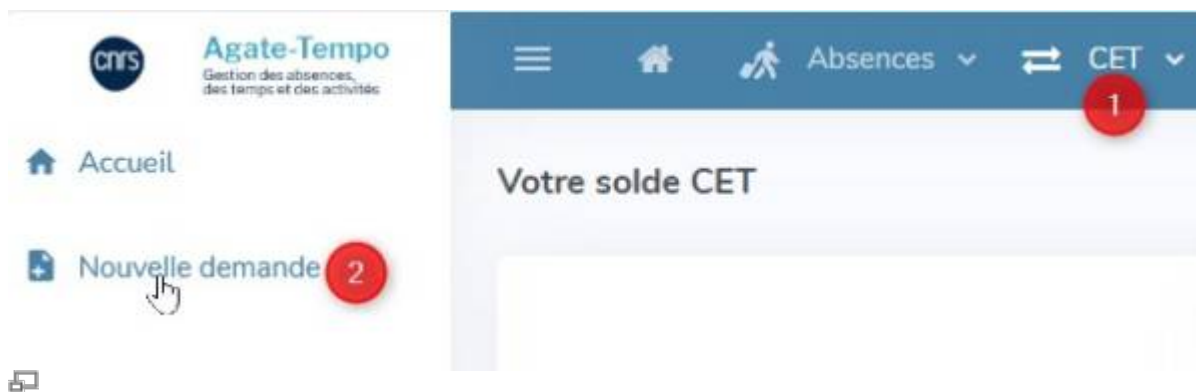 cnrs
Agate-Tempo
Gestion des absences,
des temps et des activités
Absences
CET
1
Accueil
Votre solde CET
Nouvelle demande 2